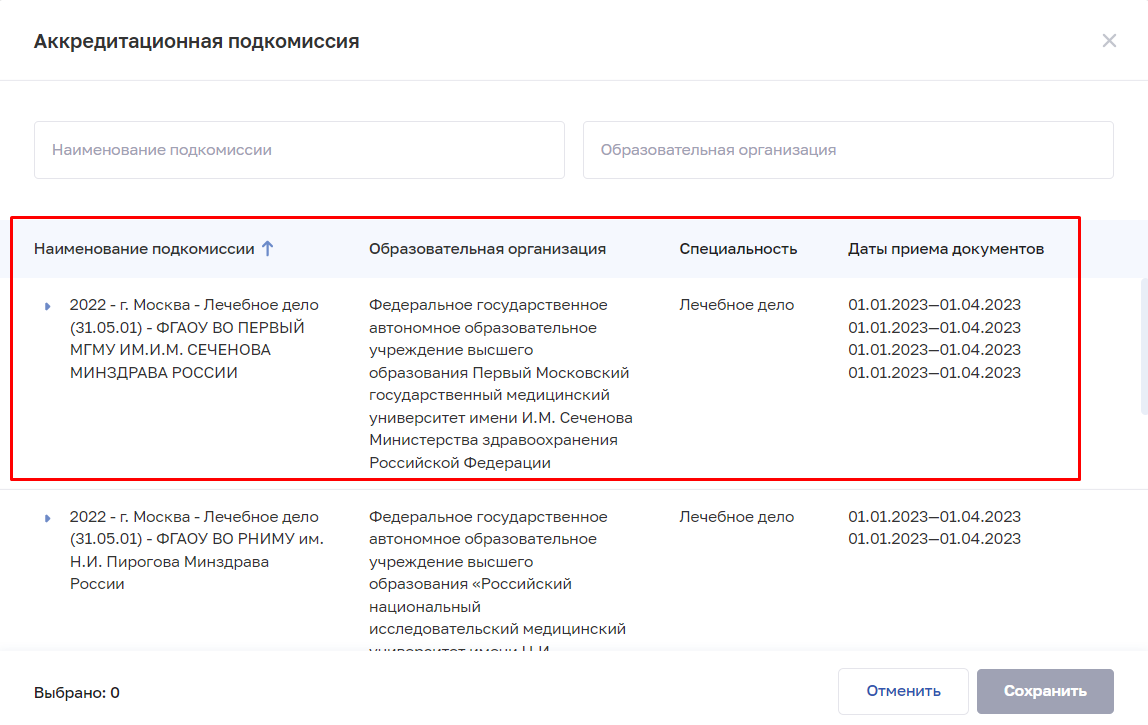 Аккредитационная подкомиссия
Наименование подкомиссии
Образовательная организация
Наименование подкомиссии
Образовательная организация
Специальность
Даты приема документов
2022 - г. Москва - Лечебное дело
(31.05.01) - ФГАОУ ВО ПЕРВЫЙ
МГМУ ИМ.И.М. СЕЧЕНОВА
МИНЗДРАВА РОССИИ
Федеральное государственное
автономное образовательное
учреждение высшего
образования Первый Московский
государственный медицинский
университет имени И.М. Сеченова
Министерства здравоохранения
Российской Федерации
Лечебное дело
01.01.2023—01.04.2023
01.01.2023—01.04.2023
01.01.2023—01.04.2023
01.01.2023—01.04.2023
2022 - г. Москва - Лечебное дело
(31.05.01) - ФГАОУ ВО РНИМУ им.
Н.И. Пирогова Минздрава
России
Федеральное государственное
автономное образовательное
учреждение высшего
образования «Российский
национальный
исследовательский медицинский
университет имени Н.И.
Лечебное дело
01.01.2023—01.04.2023
01.01.2023—01.04.2023
Выбрано: 0
Отменить
Сохранить